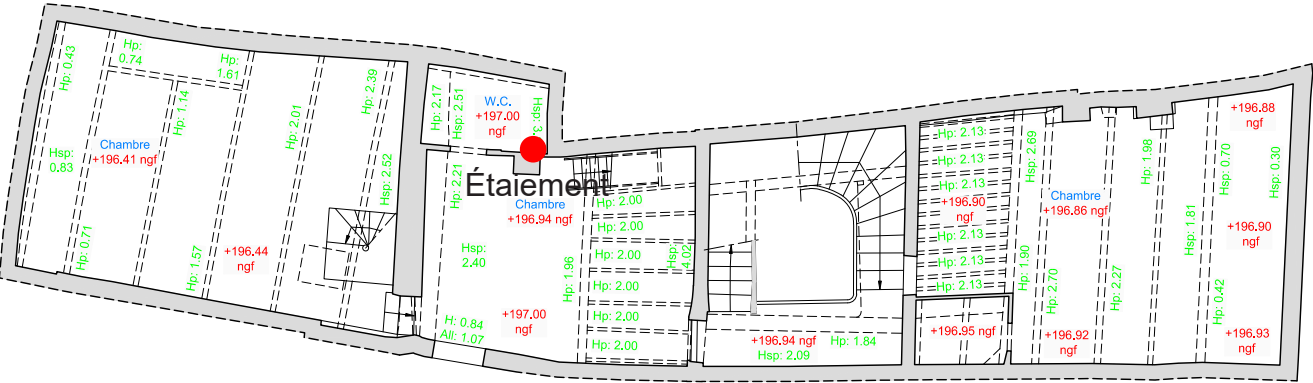 Hp: 0.43
Hp:
0.74
Hp:
1.61
Hp: 2.39
Hp: 1.14
Hp: 2.01
Chambre
+196.41 ngf
Hsp:
0.83
Hsp: 2.52
Hp: 0.71
Hp: 1.57
+196.44
ngf
Hp: 2.17
Hsp: 2.51
W.C.
+197.00
ngf
Hsp: 3.
Hp: 2.21
Étaiement
Chambre
+196.94 ngf
Hsp:
2.40
Hp: 1.96
Hp: 2.00
Hp: 2.00
Hp: 2.00
Hp: 2.00
Hp: 2.00
Hp: 2.00
Hsp:
4.02
+197.00
ngf
H: 0.84
All: 1.07
+196.94 ngf
Hsp: 2.09
Hp: 1.84
Hp: 2.13
Hp: 2.13
Hp: 2.13
+196.90
ngf
Hp: 2.13
Hp: 2.13
Hp: 2.13
Hsp: 2.69
Hp: 1.90
Chambre
+196.86 ngf
Hp: 2.70
Hp: 2.27
Hp: 1.98
Hsp: 1.81
Hsp: 0.70
+196.88
ngf
Hsp: 0.30
+196.90
ngf
Hp: 0.42
+196.95 ngf
+196.92
ngf
+196.93
ngf